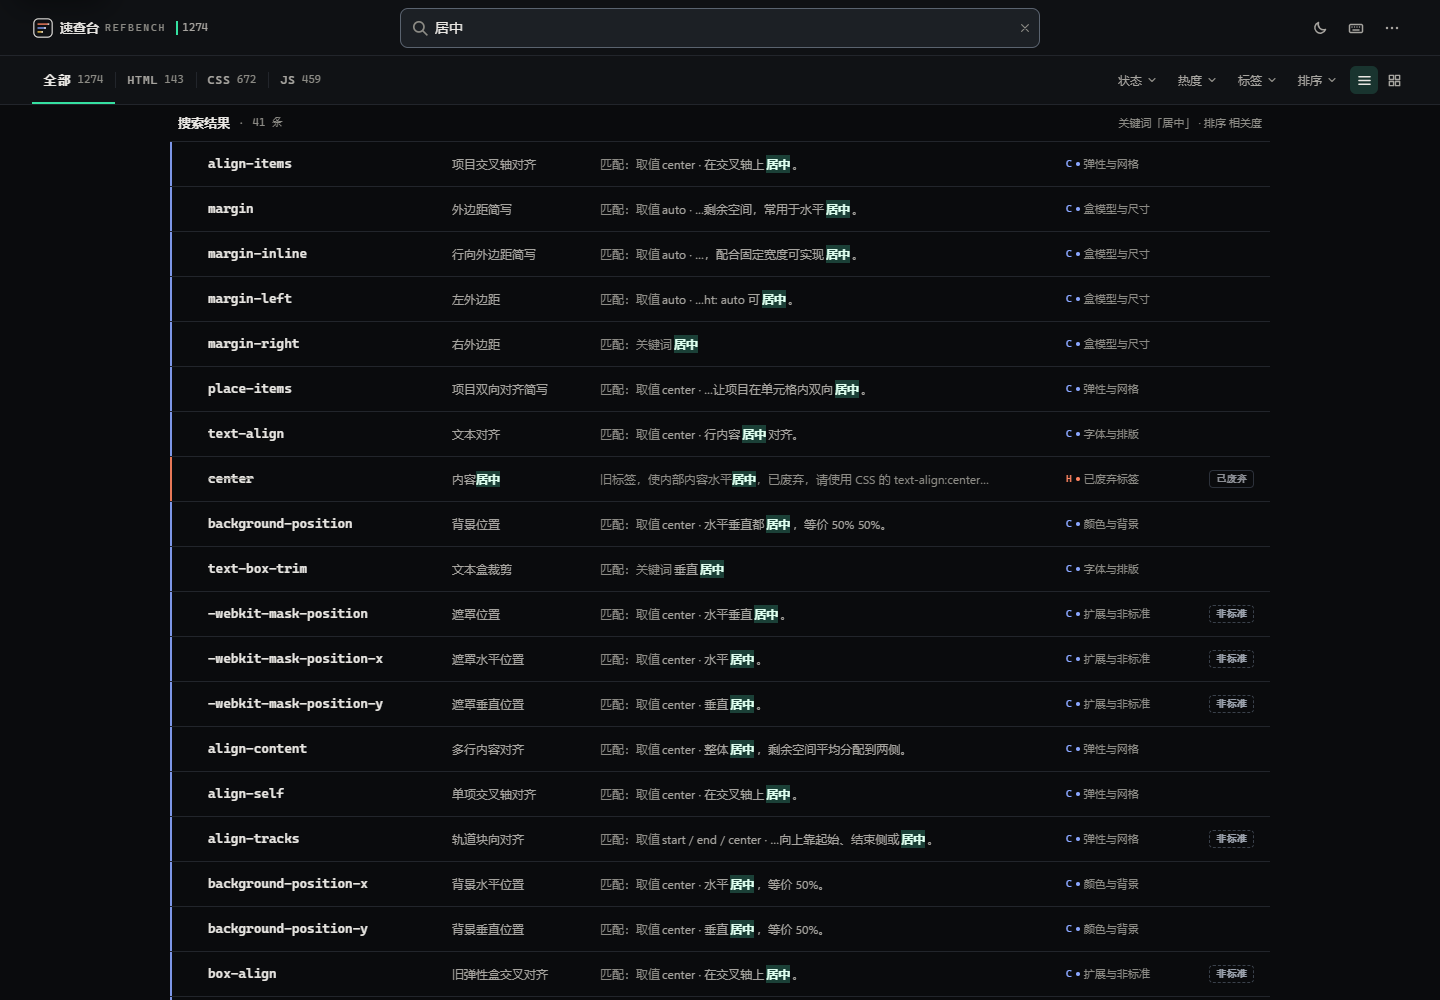 速查台 REFBENCH 1274 居中
全部 1274 HTML 143 CSS 672 JS 459 状态 热度 标签 排序
搜索结果 · 41 条 关键词「居中」 · 排序 相关度
align-items 项目交叉轴对齐 匹配：取值 center · 在交叉轴上居中。 C 弹性与网格
margin 外边距简写 匹配：取值 auto · ...剩余空间，常用于水平居中。 C 盒模型与尺寸
margin-inline 行向外边距简写 匹配：取值 auto · ...，配合固定宽度可实现居中。 C 盒模型与尺寸
margin-left 左外边距 匹配：取值 auto · ...ht: auto 可居中。 C 盒模型与尺寸
margin-right 右外边距 匹配：关键词 居中 C 盒模型与尺寸
place-items 项目双向对齐简写 匹配：取值 center · ...让项目在单元格内双向居中。 C 弹性与网格
text-align 文本对齐 匹配：取值 center · 行内容居中对齐。 C 字体与排版
center 内容居中 旧标签，使内部内容水平居中，已废弃，请使用 CSS 的 text-align:center... H 已废弃标签 已废弃
background-position 背景位置 匹配：取值 center · 水平垂直都居中，等价 50% 50%。 C 颜色与背景
text-box-trim 文本盒裁剪 匹配：关键词 垂直居中 C 字体与排版
-webkit-mask-position 遮罩位置 匹配：取值 center · 水平垂直居中。 C 扩展与非标准 非标准
-webkit-mask-position-x 遮罩水平位置 匹配：取值 center · 水平居中。 C 扩展与非标准 非标准
-webkit-mask-position-y 遮罩垂直位置 匹配：取值 center · 垂直居中。 C 扩展与非标准 非标准
align-content 多行内容对齐 匹配：取值 center · 整体居中，剩余空间平均分配到两侧。 C 弹性与网格
align-self 单项交叉轴对齐 匹配：取值 center · 在交叉轴上居中。 C 弹性与网格
align-tracks 轨道块向对齐 匹配：取值 start / end / center · ...向上靠起始、结束侧或居中。 C 弹性与网格 非标准
background-position-x 背景水平位置 匹配：取值 center · 水平居中，等价 50%。 C 颜色与背景
background-position-y 背景垂直位置 匹配：取值 center · 垂直居中，等价 50%。 C 颜色与背景
box-align 旧弹性盒交叉对齐 匹配：取值 center · 在交叉轴上居中。 C 扩展与非标准 非标准